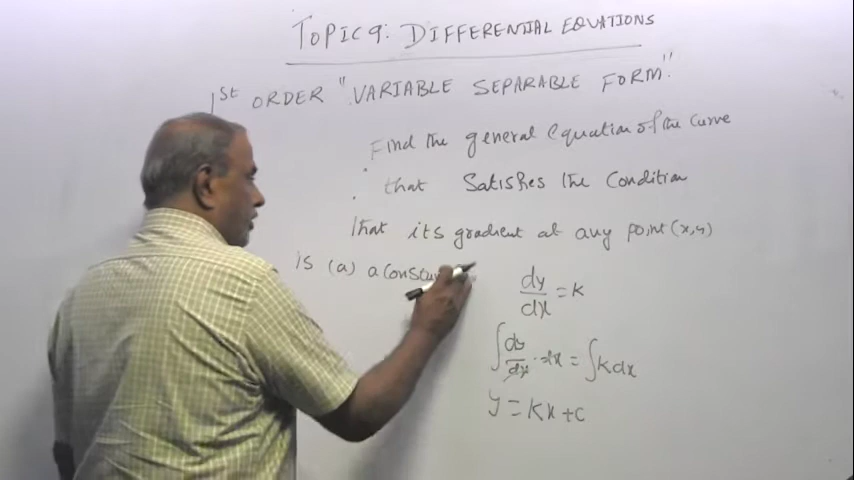 TOPIC 9: DIFFERENTIAL EQUATIONS
1ST ORDER "VARIABLE SEPARABLE FORM"
Find the general equation of the curve
that satisfies the condition
that its gradient at any point (x,y)
is (a) a
dy/dx = K
∫ dy/dx · dx = ∫ K dx
y = Kx + c